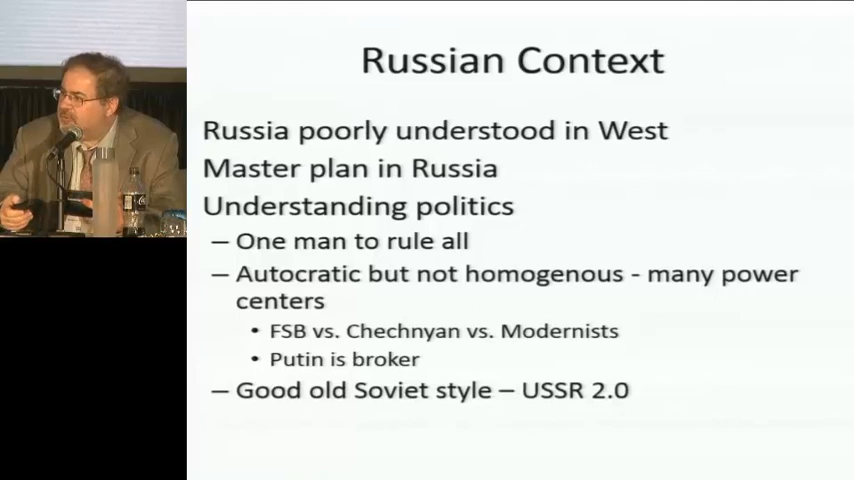 Russian Context
Russia poorly understood in West
Master plan in Russia
Understanding politics
– One man to rule all
– Autocratic but not homogenous - many power
centers
• FSB vs. Chechnyan vs. Modernists
• Putin is broker
– Good old Soviet style – USSR 2.0